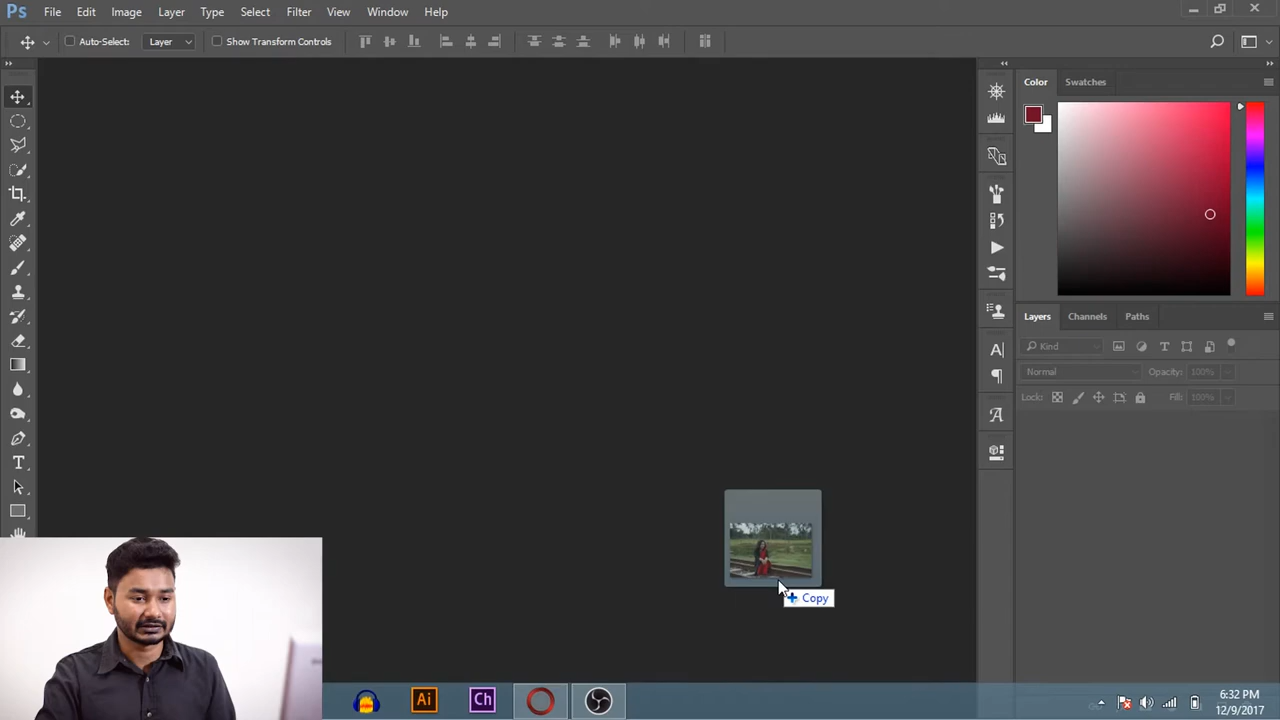 Ps File Edit Image Layer Type Select Filter View Window Help
Auto-Select: Layer Show Transform Controls
Color Swatches
Layers Channels Paths
Kind
Normal Opacity: 100%
Lock: Fill: 100%
Copy
Ai Ch
6:32 PM
12/9/2017